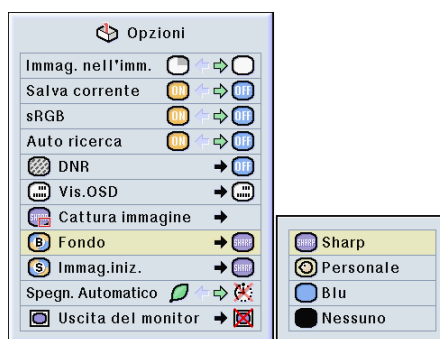 Opzioni
Immag. nell'imm.
Salva corrente ON OFF
sRGB ON OFF
Auto ricerca ON OFF
DNR OFF
Vis.OSD
SHARP Cattura immagine
B Fondo SHARP
S Immag.iniz. SHARP
Spegn. Automatico
Uscita del monitor
SHARP Sharp
Personale
Blu
Nessuno